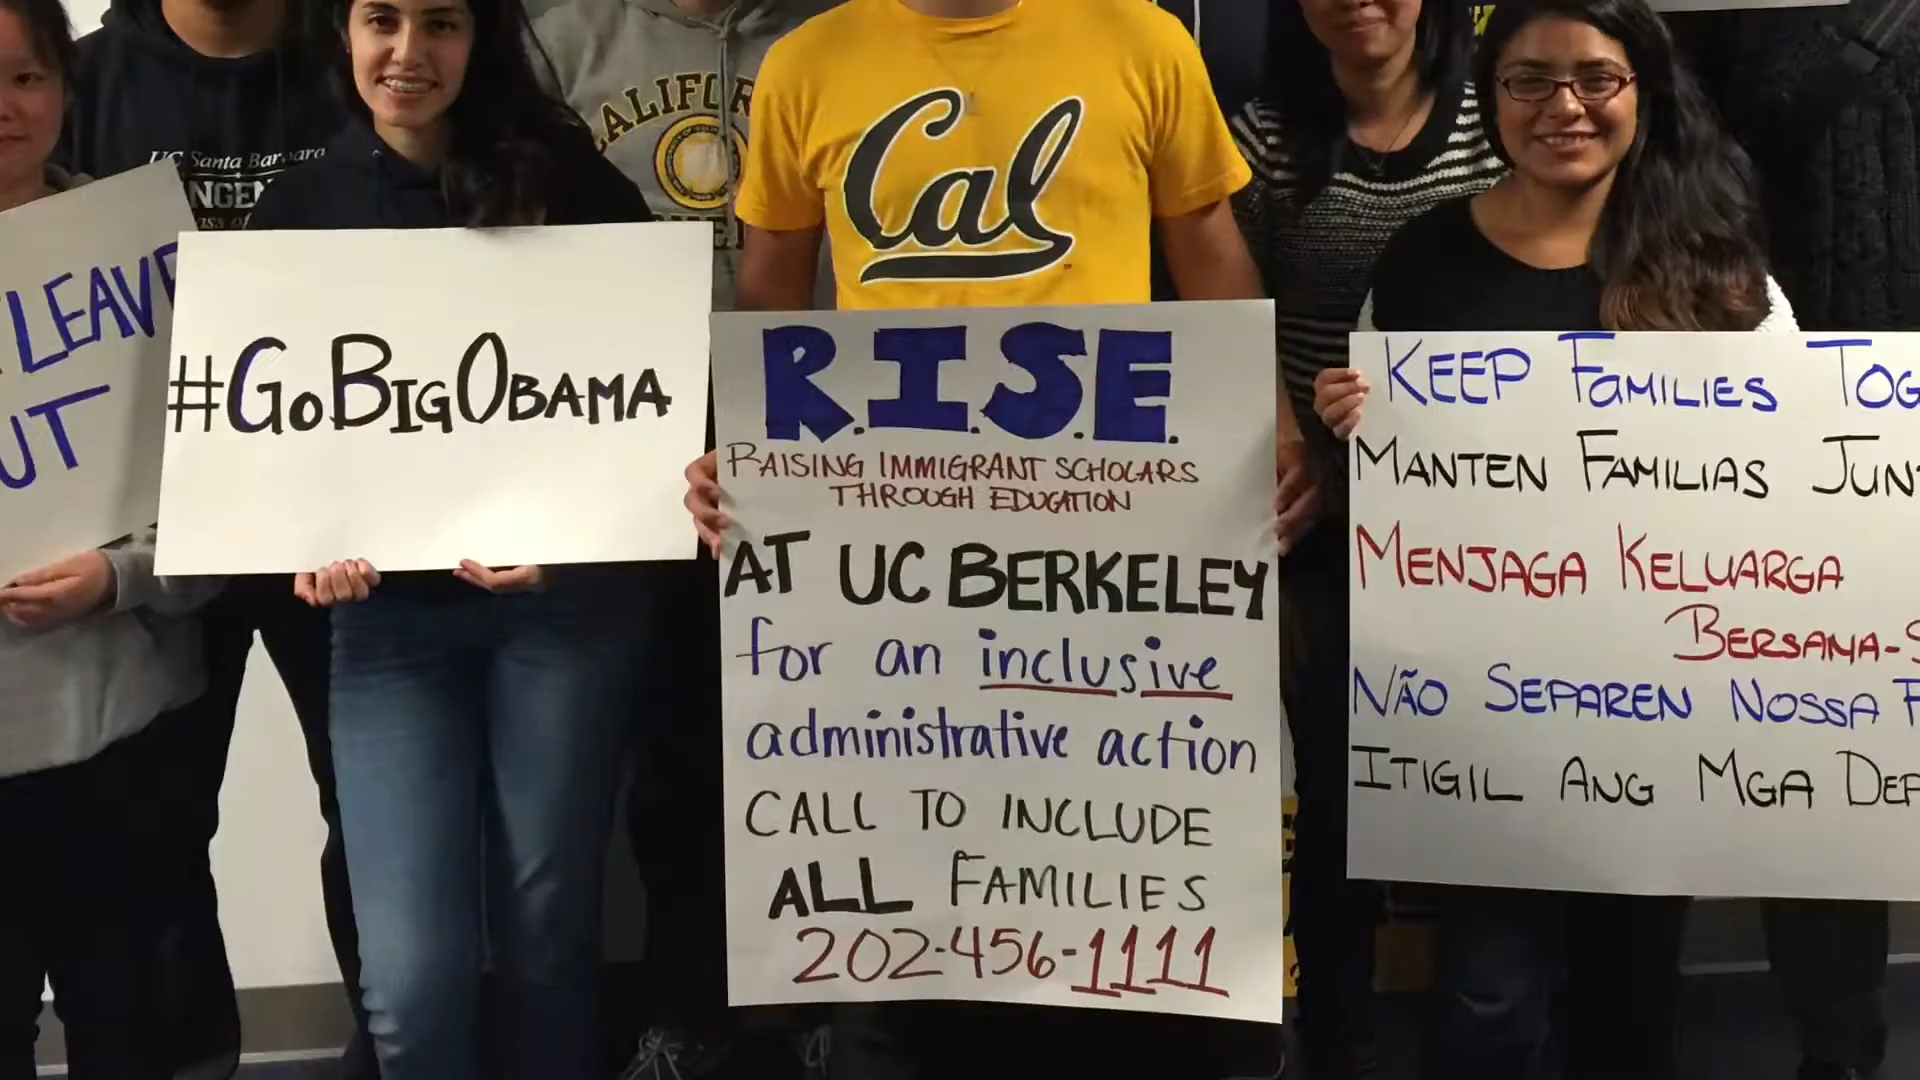 UC Santa Barbara
CALIFOR
Cal
LEAVE
UT
#GoBigObama
R.I.S.E.
RAISING IMMIGRANT SCHOLARS
THROUGH EDUCATION
AT UC BERKELEY
for an inclusive
administrative action
CALL TO INCLUDE
ALL FAMILIES
202-456-1111
KEEP FAMILIES TOG
MANTEN FAMILIAS JUN
MENJAGA KELUARGA
BERSAMA-S
NÃO SEPAREN NOSSA F
ITIGIL ANG MGA DEP